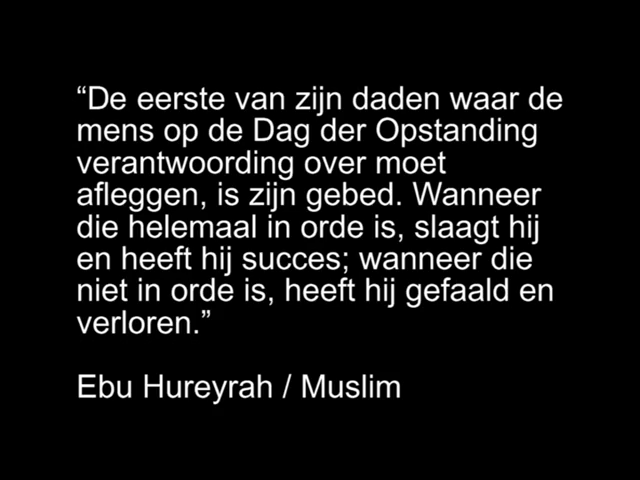 “De eerste van zijn daden waar de
mens op de Dag der Opstanding
verantwoording over moet
afleggen, is zijn gebed. Wanneer
die helemaal in orde is, slaagt hij
en heeft hij succes; wanneer die
niet in orde is, heeft hij gefaald en
verloren.”
Ebu Hureyrah / Muslim